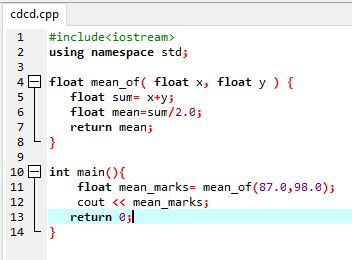 cdcd.cpp
1 #include<iostream>
2 using namespace std;
3
4 float mean_of( float x, float y ) {
5 float sum= x+y;
6 float mean=sum/2.0;
7 return mean;
8 }
9
10 int main(){
11 float mean_marks= mean_of(87.0,98.0);
12 cout << mean_marks;
13 return 0;
14 }